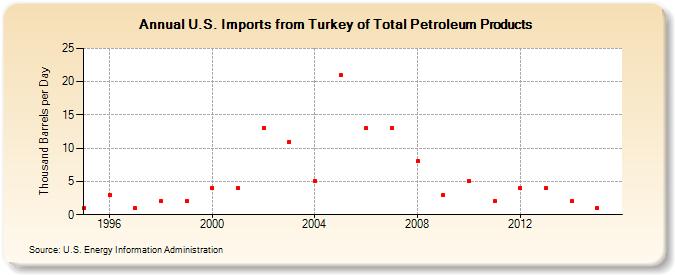 Annual U.S. Imports from Turkey of Total Petroleum Products
Thousand Barrels per Day
25
20
15
10
5
0
1996 2000 2004 2008 2012
Source: U.S. Energy Information Administration